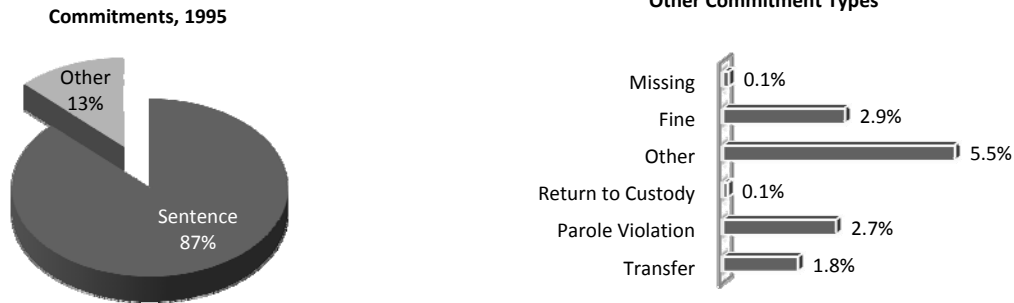 Commitments, 1995
Other
13%
Sentence
87%
Other Commitment Types
Missing 0.1%
Fine 2.9%
Other 5.5%
Return to Custody 0.1%
Parole Violation 2.7%
Transfer 1.8%